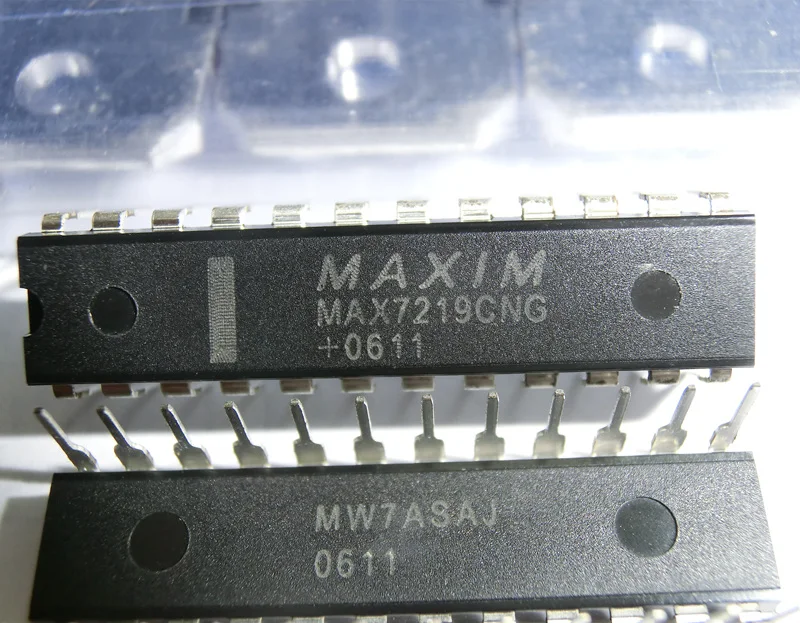 MAXIM
MAX7219CNG
+0611
MW7ASAJ
0611